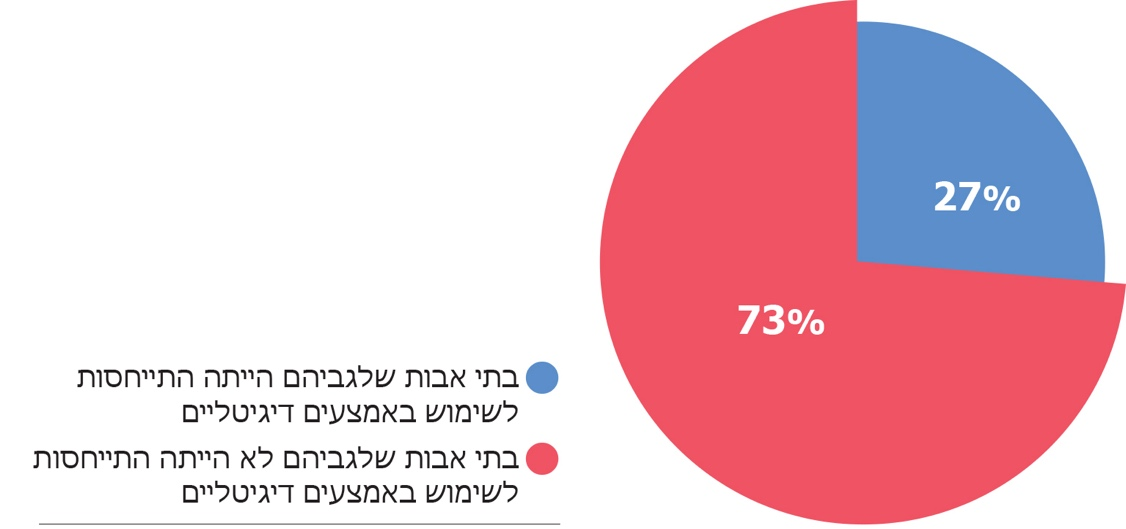 27%
73%
בתי אבות שלגביהם הייתה התייחסות
לשימוש באמצעים דיגיטליים
בתי אבות שלגביהם לא הייתה התייחסות
לשימוש באמצעים דיגיטליים